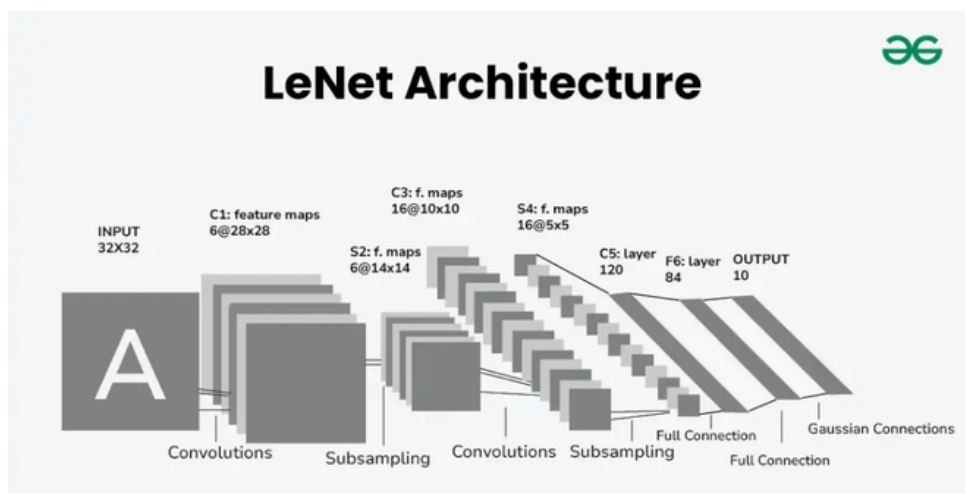 LeNet Architecture
INPUT
32X32
A
C1: feature maps
6@28x28
S2: f. maps
6@14x14
C3: f. maps
16@10x10
S4: f. maps
16@5x5
C5: layer
120
F6: layer
84
OUTPUT
10
Convolutions
Subsampling
Convolutions
Subsampling
Full Connection
Full Connection
Gaussian Connections